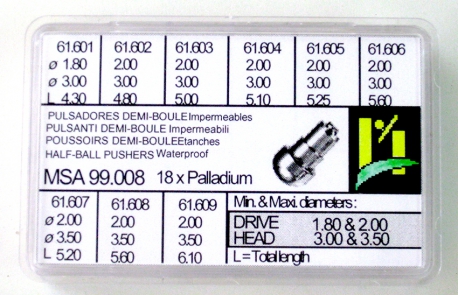 61.601 61.602 61.603 61.604 61.605 61.606
ø 1.80 2.00 2.00 2.00 2.00 2.00
ø 3.00 3.00 3.00 3.00 3.00 3.00
L 4.30 4.80 5.00 5.10 5.25 5.60
PULSADORES DEMI-BOULE Impermeables
PULSANTI DEMI-BOULE Impermeabili
POUSSOIRS DEMI-BOULE Etanches
HALF-BALL PUSHERS Waterproof
MSA 99.008 18 x Palladium
61.607 61.608 61.609
ø 2.00 2.00 2.00
ø 3.50 3.50 3.50
L 5.20 5.60 6.10
Min. & Maxi. diameters :
DRIVE 1.80 & 2.00
HEAD 3.00 & 3.50
L = Total length